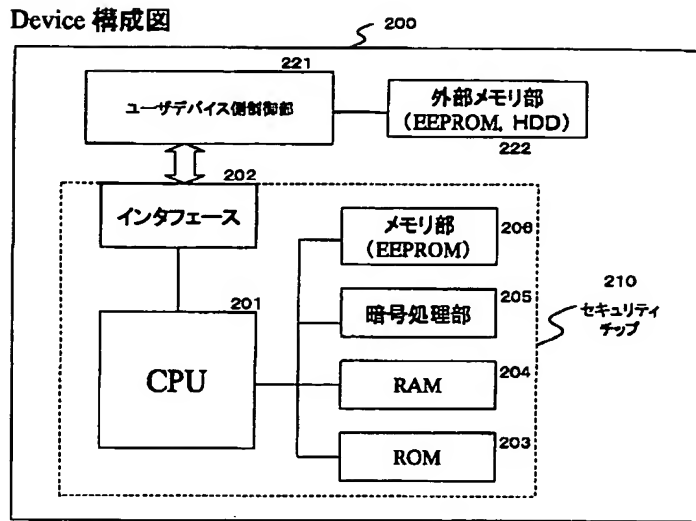 Device 構成図
200
221
ユーザデバイス側制御部
外部メモリ部
(EEPROM, HDD)
222
202
インタフェース
メモリ部
(EEPROM)
206
201
CPU
暗号処理部
205
210
セキュリティ
チップ
RAM
204
ROM
203